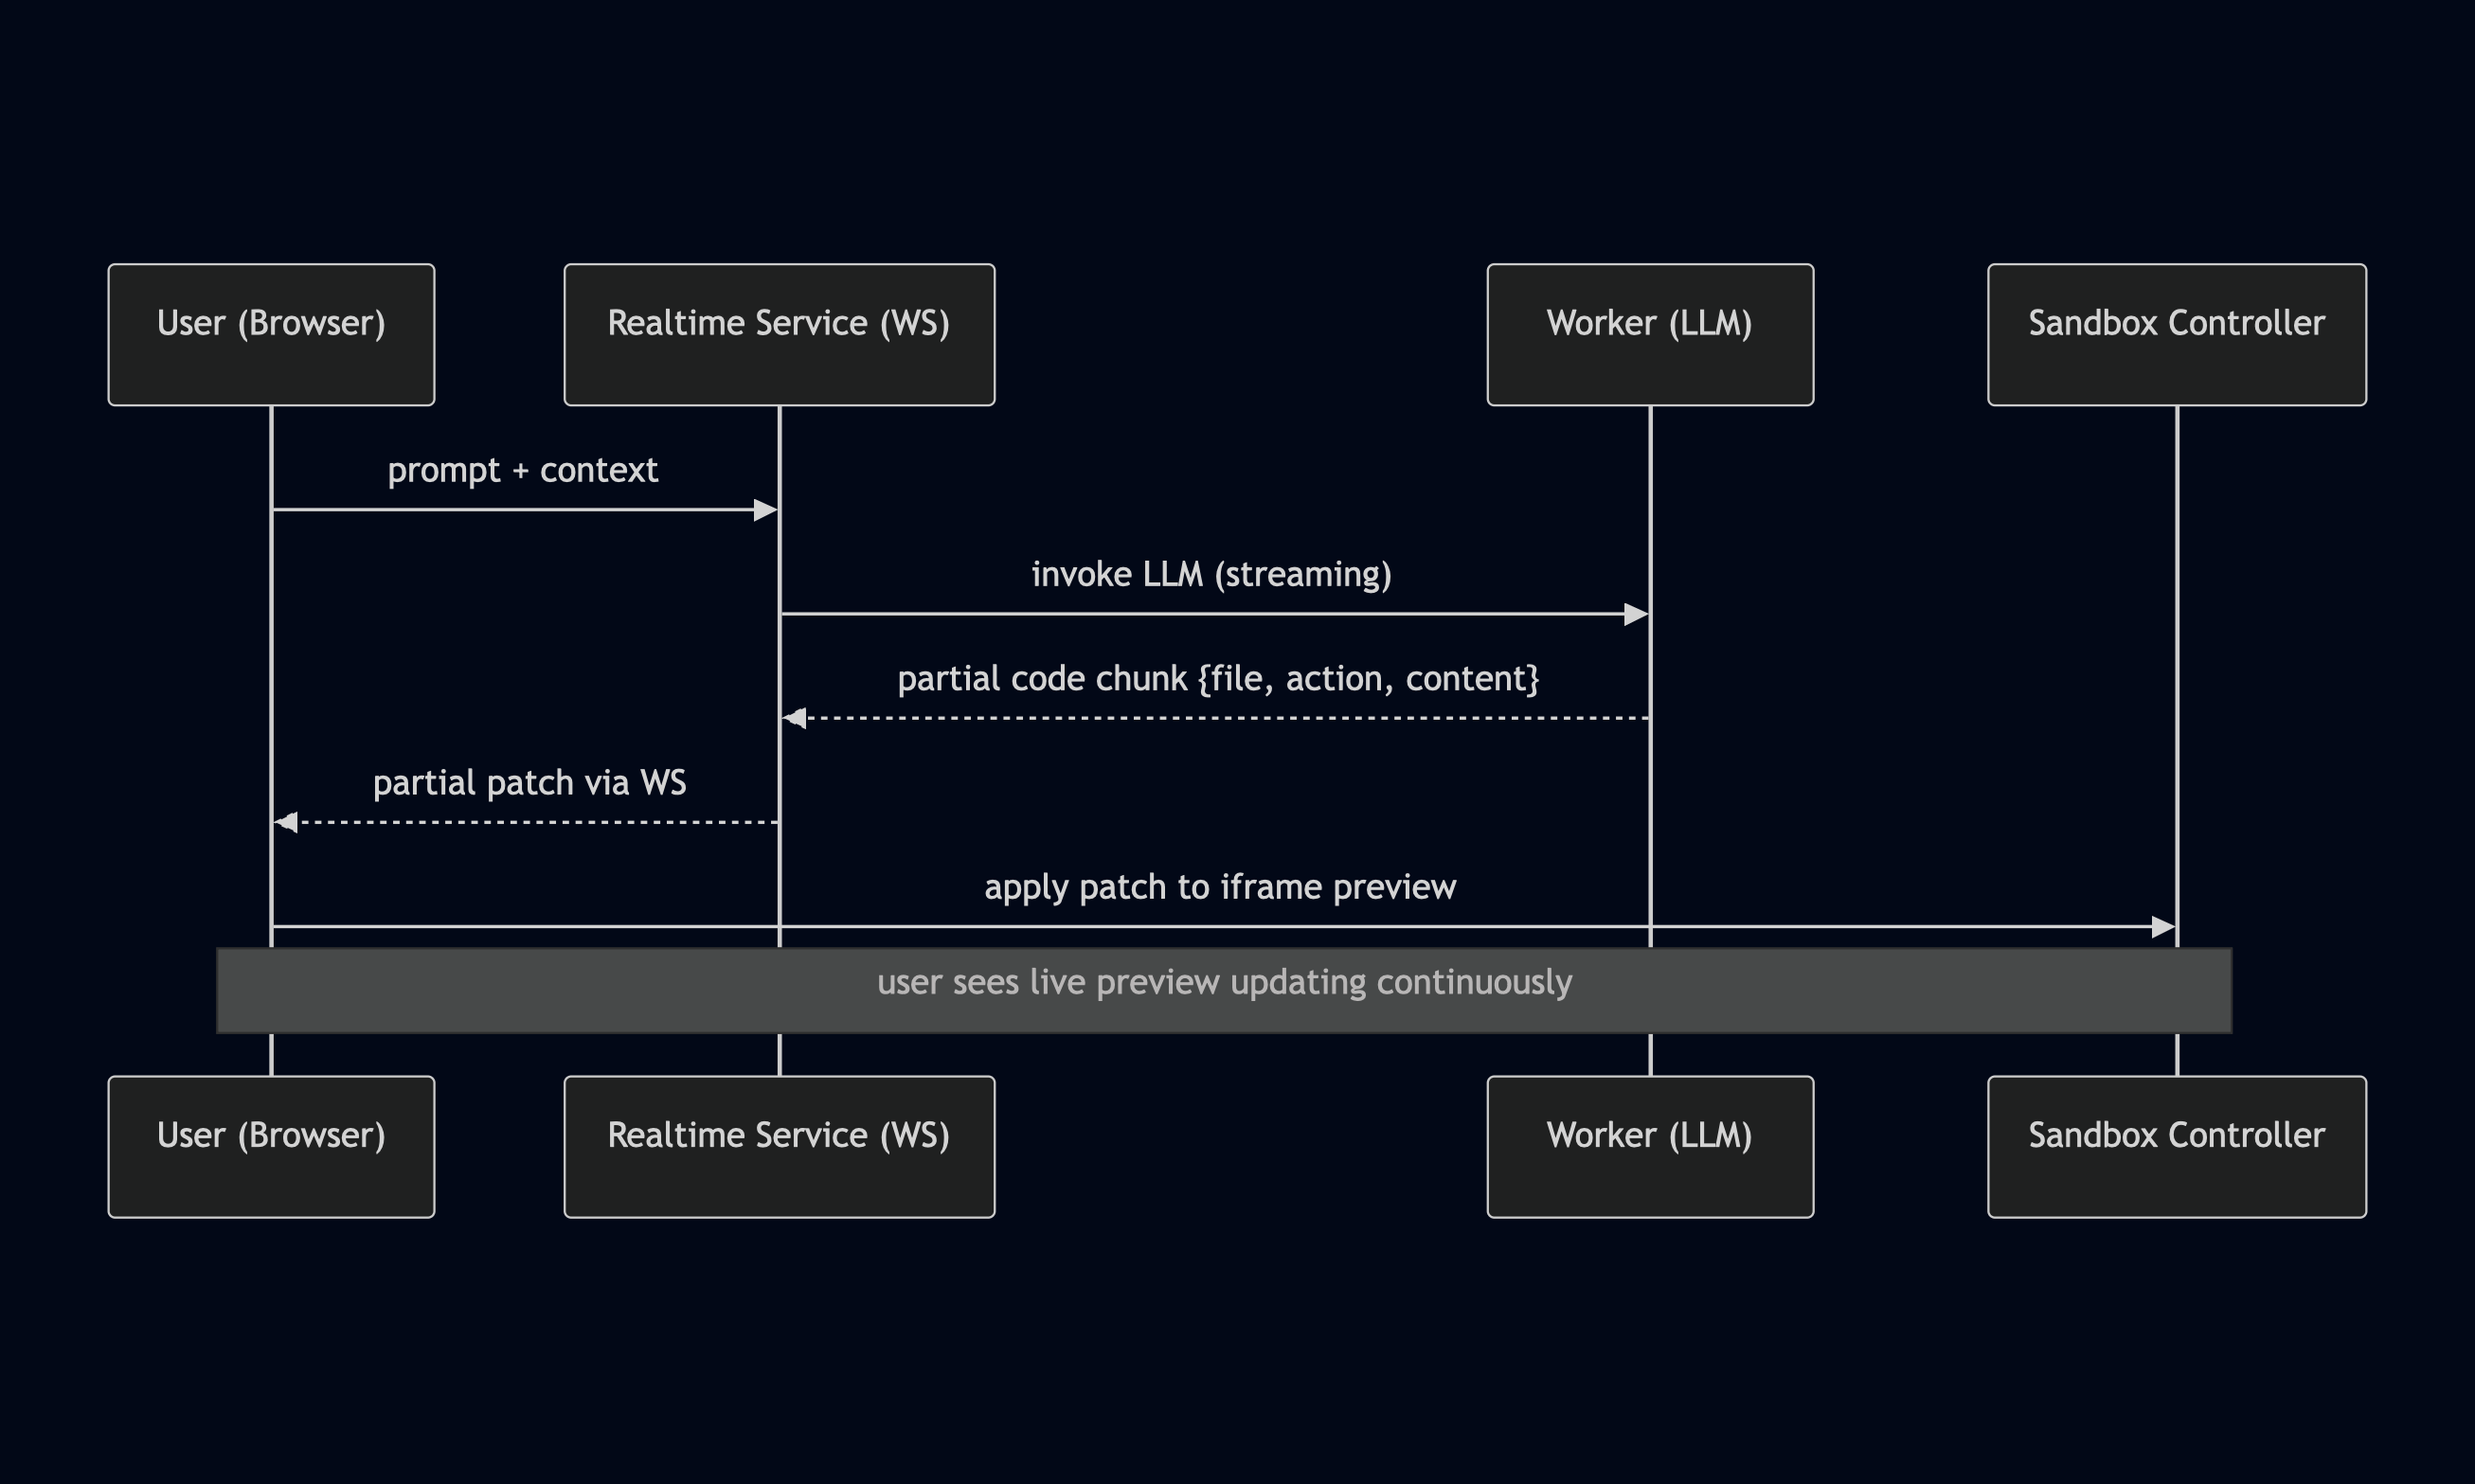 User (Browser)
Realtime Service (WS)
Worker (LLM)
Sandbox Controller
prompt + context
invoke LLM (streaming)
partial code chunk {file, action, content}
partial patch via WS
apply patch to iframe preview
user sees live preview updating continuously
User (Browser)
Realtime Service (WS)
Worker (LLM)
Sandbox Controller